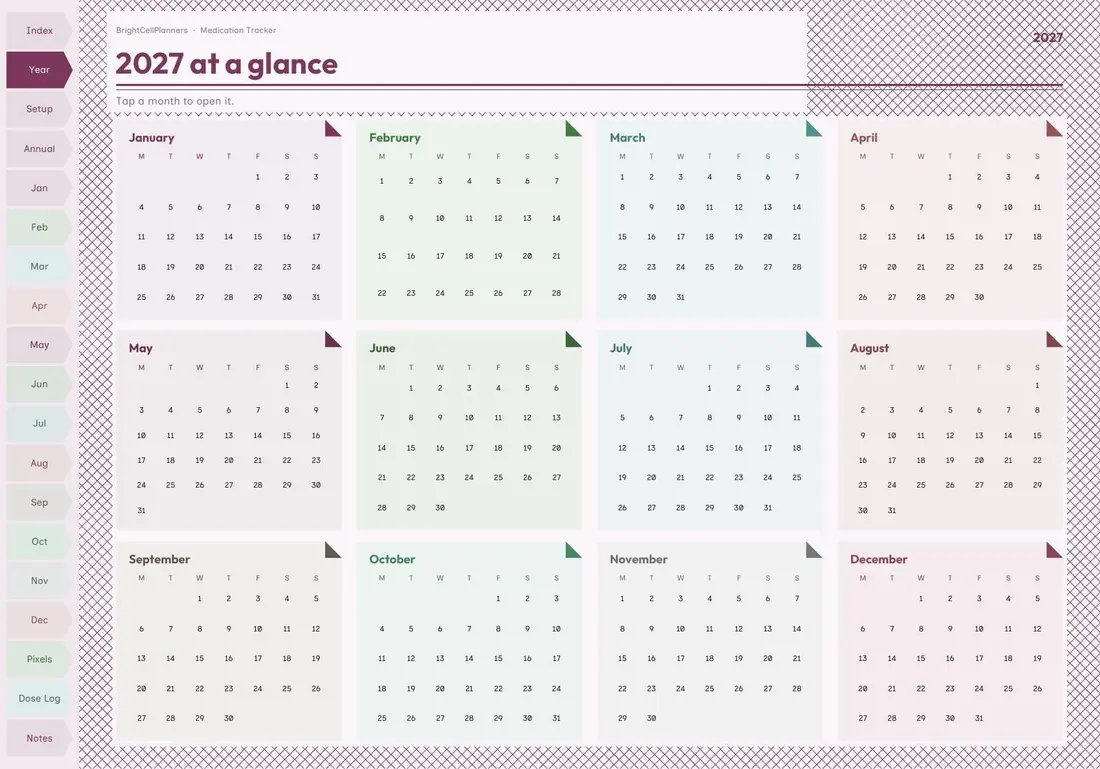 Index
Year
Setup
Annual
Jan
Feb
Mar
Apr
May
Jun
Jul
Aug
Sep
Oct
Nov
Dec
Pixels
Dose Log
Notes
BrightCellPlanners - Medication Tracker
2027
2027 at a glance
Tap a month to open it.
January
M T W T F S S
1 2 3
4 5 6 7 8 9 10
11 12 13 14 15 16 17
18 19 20 21 22 23 24
25 26 27 28 29 30 31
February
M T W T F S S
1 2 3 4 5 6 7
8 9 10 11 12 13 14
15 16 17 18 19 20 21
22 23 24 25 26 27 28
March
M T W T F S S
1 2 3 4 5 6 7
8 9 10 11 12 13 14
15 16 17 18 19 20 21
22 23 24 25 26 27 28
29 30 31
April
M T W T F S S
1 2 3 4
5 6 7 8 9 10 11
12 13 14 15 16 17 18
19 20 21 22 23 24 25
26 27 28 29 30
May
M T W T F S S
1 2
3 4 5 6 7 8 9
10 11 12 13 14 15 16
17 18 19 20 21 22 23
24 25 26 27 28 29 30
31
June
M T W T F S S
1 2 3 4 5 6
7 8 9 10 11 12 13
14 15 16 17 18 19 20
21 22 23 24 25 26 27
28 29 30
July
M T W T F S S
1 2 3 4
5 6 7 8 9 10 11
12 13 14 15 16 17 18
19 20 21 22 23 24 25
26 27 28 29 30 31
August
M T W T F S S
1
2 3 4 5 6 7 8
9 10 11 12 13 14 15
16 17 18 19 20 21 22
23 24 25 26 27 28 29
30 31
September
M T W T F S S
1 2 3 4 5
6 7 8 9 10 11 12
13 14 15 16 17 18 19
20 21 22 23 24 25 26
27 28 29 30
October
M T W T F S S
1 2 3
4 5 6 7 8 9 10
11 12 13 14 15 16 17
18 19 20 21 22 23 24
25 26 27 28 29 30 31
November
M T W T F S S
1 2 3 4 5 6 7
8 9 10 11 12 13 14
15 16 17 18 19 20 21
22 23 24 25 26 27 28
29 30
December
M T W T F S S
1 2 3 4 5
6 7 8 9 10 11 12
13 14 15 16 17 18 19
20 21 22 23 24 25 26
27 28 29 30 31